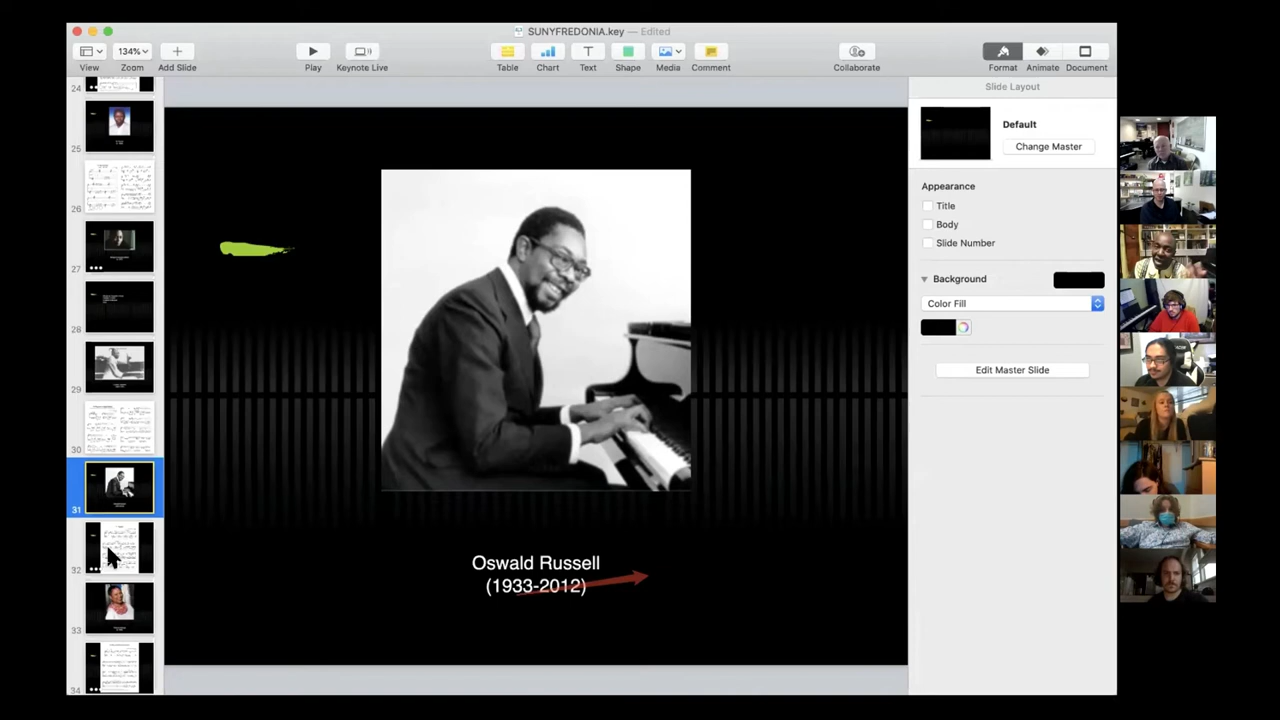 SUNYFREDONIA.key — Edited
134%
View
Zoom
Add Slide
Play
Keynote Live
Table
Chart
Text
Shape
Media
Comment
Collaborate
Format
Animate
Document
24
25
26
27
28
29
30
31
32
33
34
Oswald Russell
(1933-2012)
Slide Layout
Default
Change Master
Appearance
Title
Body
Slide Number
Background
Color Fill
Edit Master Slide